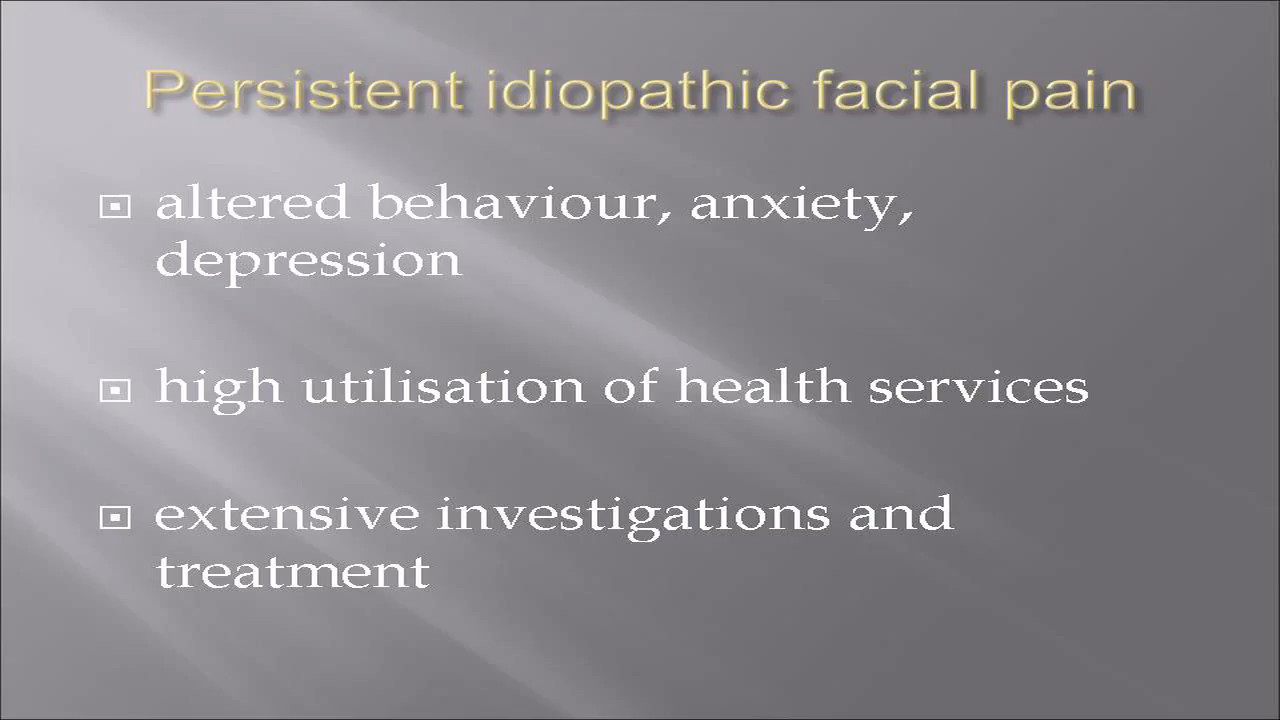 Persistent idiopathic facial pain
altered behaviour, anxiety,
depression
high utilisation of health services
extensive investigations and
treatment